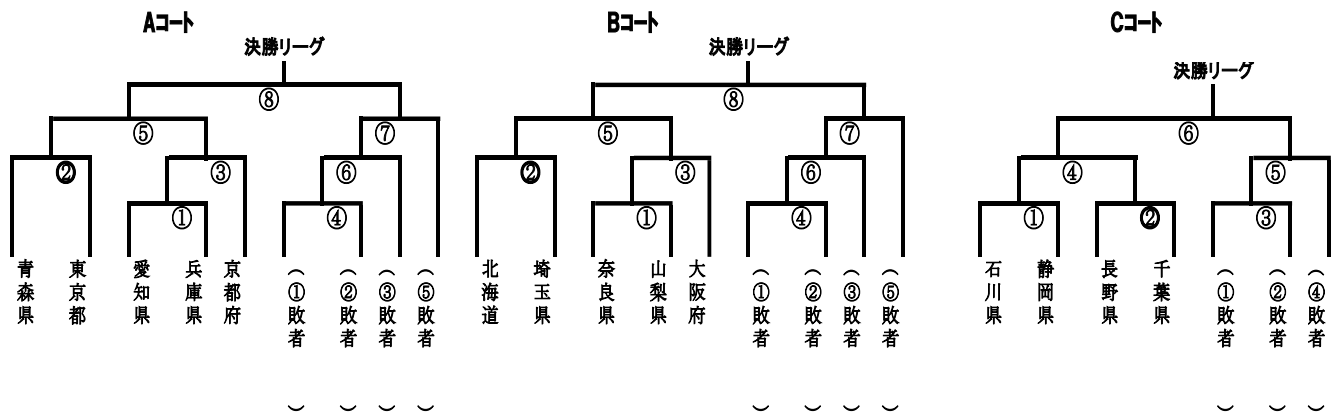 Aコート
決勝リーグ
⑧
⑤
⑦
②
③
⑥
①
④
青森県
東京都
愛知県
兵庫県
京都府
(①敗者)
(②敗者)
(③敗者)
(⑤敗者)
Bコート
決勝リーグ
⑧
⑤
⑦
②
③
⑥
①
④
北海道
埼玉県
奈良県
山梨県
大阪府
(①敗者)
(②敗者)
(③敗者)
(⑤敗者)
Cコート
決勝リーグ
⑥
④
⑤
①
②
③
石川県
静岡県
長野県
千葉県
(①敗者)
(②敗者)
(④敗者)